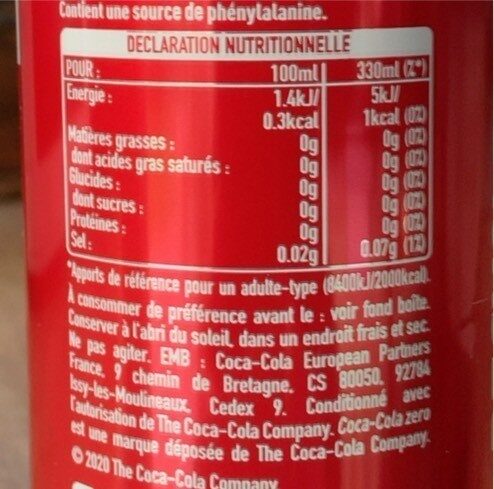 Contient une source de phénylalanine.
DECLARATION NUTRITIONNELLE
POUR : 100ml 330ml (%*)
Energie : 1.4kJ/ 5kJ/
0.3kcal 1kcal (0%)
Matières grasses : 0g 0g (0%)
dont acides gras saturés : 0g 0g (0%)
Glucides : 0g 0g (0%)
dont sucres : 0g 0g (0%)
Protéines : 0g 0g (0%)
Sel : 0.02g 0.07g (1%)
*Apports de référence pour un adulte-type (8400kJ/2000kcal).
À consommer de préférence avant le : voir fond boîte.
Conserver à l'abri du soleil, dans un endroit frais et sec.
Ne pas agiter. EMB : Coca-Cola European Partners
France, 9 chemin de Bretagne, CS 80050, 92784
Issy-les-Moulineaux, Cedex 9. Conditionné avec
l'autorisation de The Coca-Cola Company. Coca-Cola zero
est une marque déposée de The Coca-Cola Company.
© 2020 The Coca-Cola Company